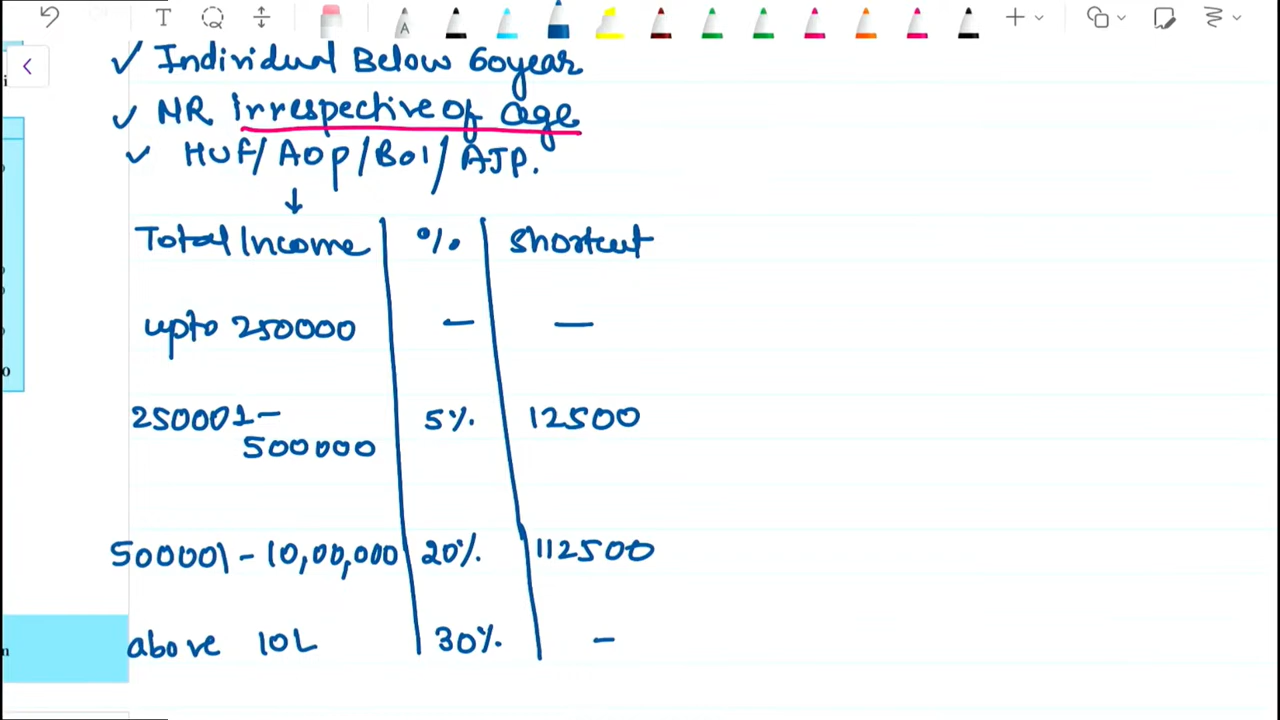 ✓ Individual Below 60year
✓ NR Irrespective of age
✓ HUF/AOP/BOI/AJP.
↓
Total Income % Shortcut
upto 250000 — —
250001 - 5% 12500
500000
500001 - 10,00,000 20% 112500
above 10L 30% -